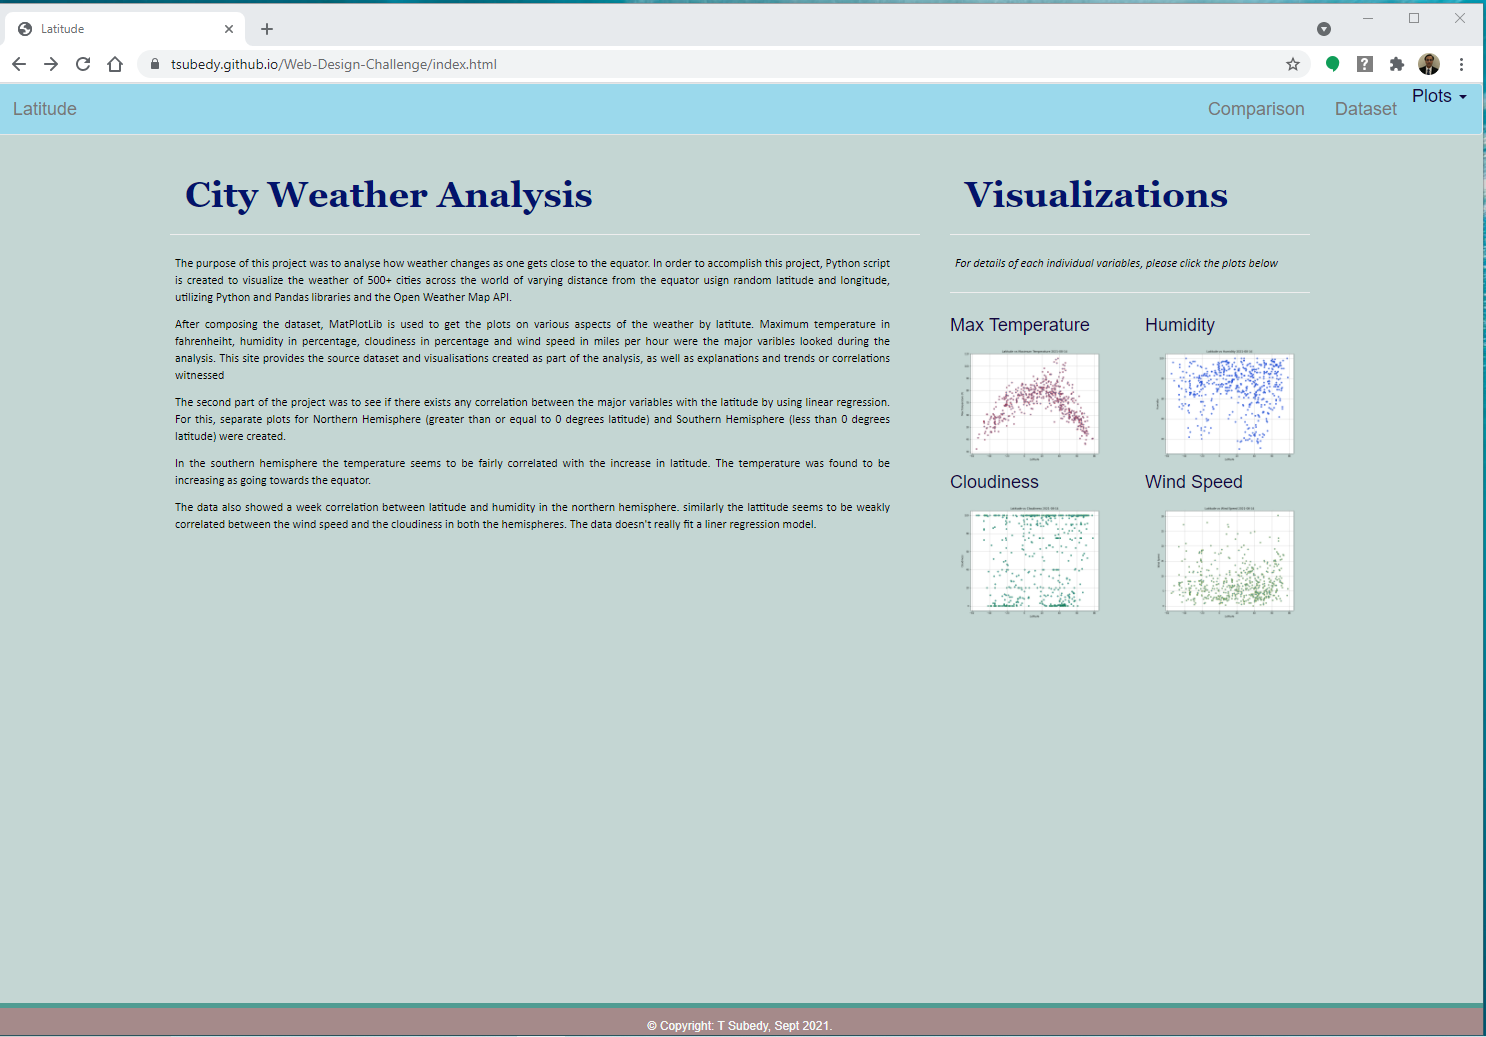 Latitude
tsubedy.github.io/Web-Design-Challenge/index.html
Latitude
Comparison
Dataset
Plots
City Weather Analysis
The purpose of this project was to analyse how weather changes as one gets close to the equator. In order to accomplish this project, Python script
is created to visualize the weather of 500+ cities across the world of varying distance from the equator usign random latitude and longitude,
utilizing Python and Pandas libraries and the Open Weather Map API.
After composing the dataset, MatPlotLib is used to get the plots on various aspects of the weather by latitute. Maximum temperature in
fahrenheiht, humidity in percentage, cloudiness in percentage and wind speed in miles per hour were the major varibles looked during the
analysis. This site provides the source dataset and visualisations created as part of the analysis, as well as explanations and trends or correlations
witnessed
The second part of the project was to see if there exists any correlation between the major variables with the latitude by using linear regression.
For this, separate plots for Northern Hemisphere (greater than or equal to 0 degrees latitude) and Southern Hemisphere (less than 0 degrees
latitude) were created.
In the southern hemisphere the temperature seems to be fairly correlated with the increase in latitude. The temperature was found to be
increasing as going towards the equator.
The data also showed a week correlation between latitude and humidity in the northern hemisphere. similarly the lattitude seems to be weakly
correlated between the wind speed and the cloudiness in both the hemispheres. The data doesn't really fit a liner regression model.
Visualizations
For details of each individual variables, please click the plots below
Max Temperature
Humidity
Cloudiness
Wind Speed
© Copyright: T Subedy, Sept 2021.